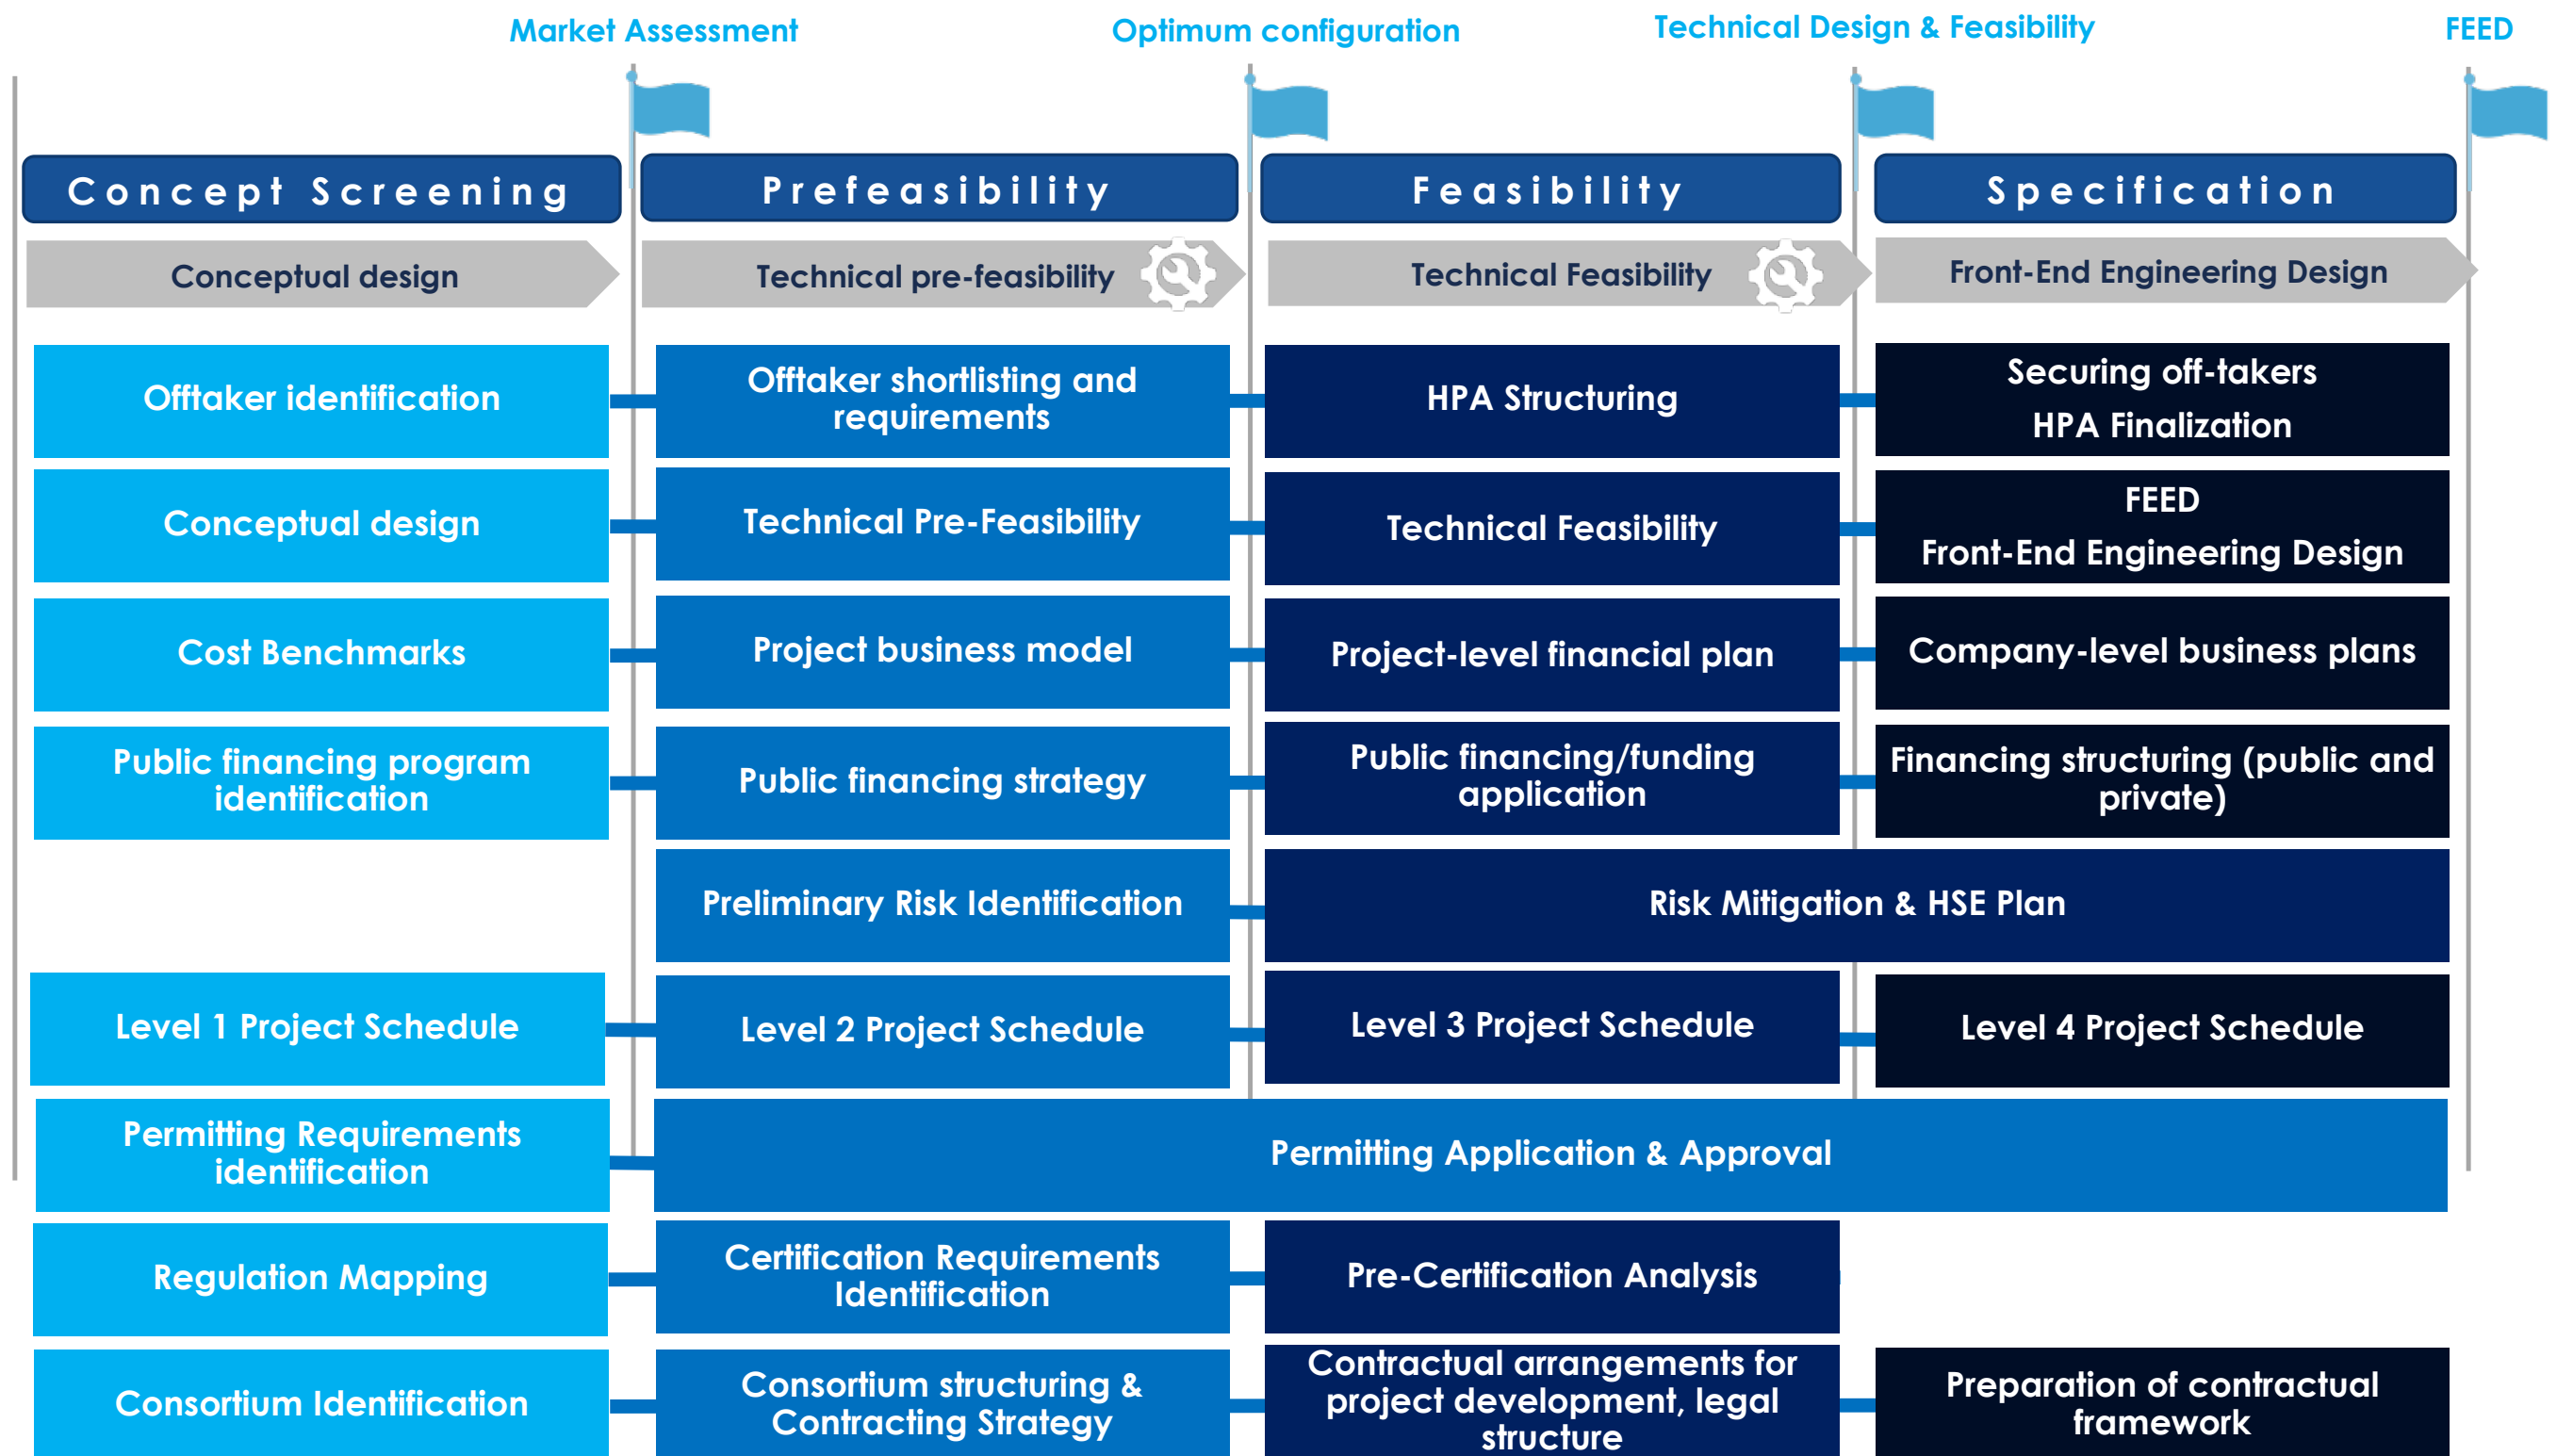 Market Assessment
Optimum configuration
Technical Design & Feasibility
FEED
Concept Screening
Prefeasibility
Feasibility
Specification
Conceptual design
Technical pre-feasibility
Technical Feasibility
Front-End Engineering Design
Offtaker identification
Offtaker shortlisting and
requirements
HPA Structuring
Securing off-takers
HPA Finalization
Conceptual design
Technical Pre-Feasibility
Technical Feasibility
FEED
Front-End Engineering Design
Cost Benchmarks
Project business model
Project-level financial plan
Company-level business plans
Public financing program
identification
Public financing strategy
Public financing/funding
application
Financing structuring (public and
private)
Preliminary Risk Identification
Risk Mitigation & HSE Plan
Level 1 Project Schedule
Level 2 Project Schedule
Level 3 Project Schedule
Level 4 Project Schedule
Permitting Requirements
identification
Permitting Application & Approval
Regulation Mapping
Certification Requirements
Identification
Pre-Certification Analysis
Consortium Identification
Consortium structuring &
Contracting Strategy
Contractual arrangements for
project development, legal
structure
Preparation of contractual
framework